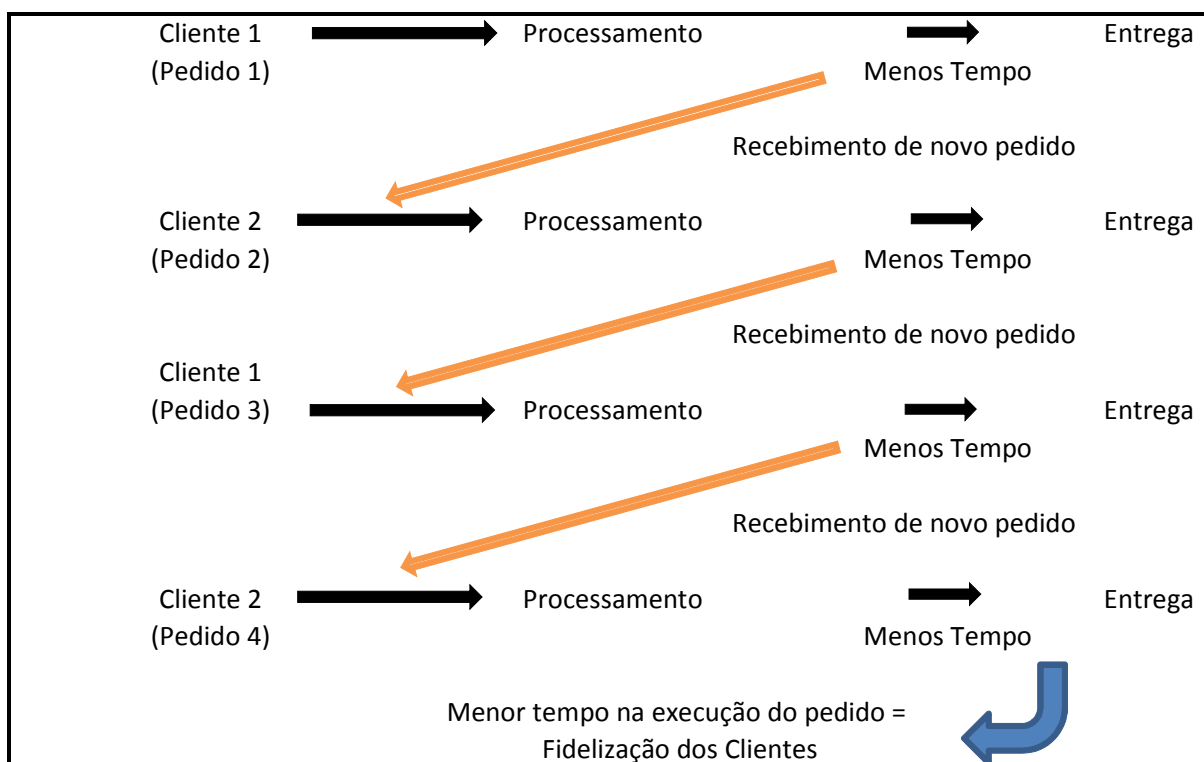 Cliente 1 Processamento Entrega
(Pedido 1) Menos Tempo
Recebimento de novo pedido
Cliente 2 Processamento Entrega
(Pedido 2) Menos Tempo
Recebimento de novo pedido
Cliente 1
(Pedido 3) Processamento Entrega
Menos Tempo
Recebimento de novo pedido
Cliente 2 Processamento Entrega
(Pedido 4) Menos Tempo
Menor tempo na execução do pedido =
Fidelização dos Clientes